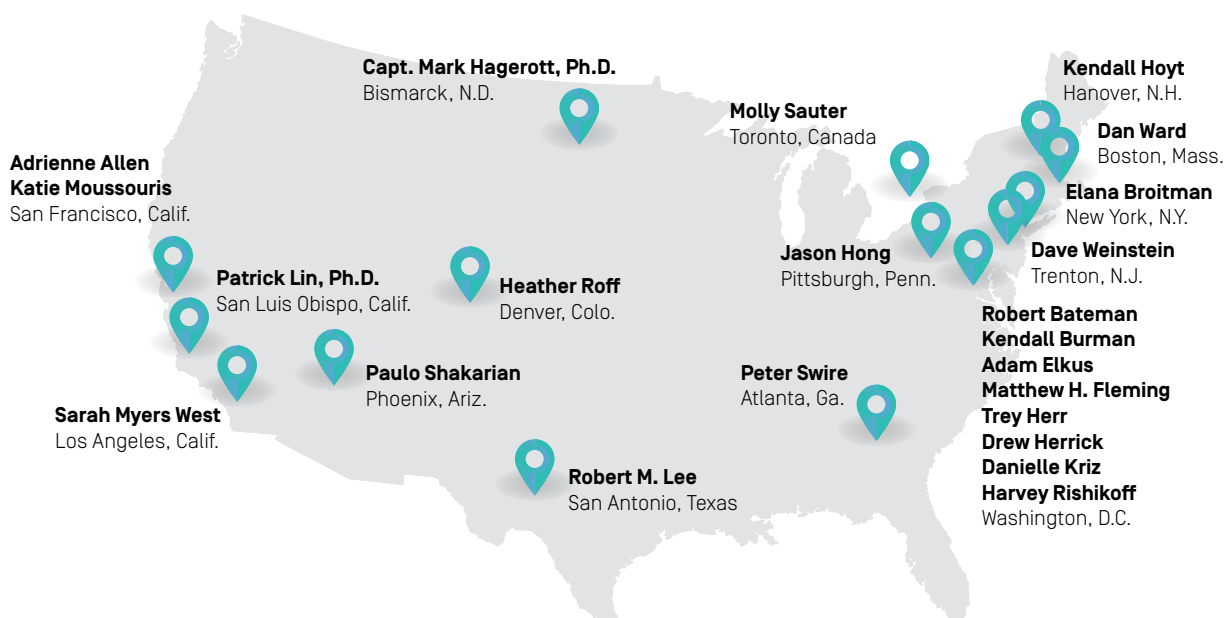 Capt. Mark Hagerott, Ph.D.
Bismarck, N.D.
Kendall Hoyt
Hanover, N.H.
Molly Sauter
Toronto, Canada
Dan Ward
Boston, Mass.
Adrienne Allen
Katie Moussouris
San Francisco, Calif.
Elana Broitman
New York, N.Y.
Jason Hong
Pittsburgh, Penn.
Dave Weinstein
Trenton, N.J.
Patrick Lin, Ph.D.
San Luis Obispo, Calif.
Heather Roff
Denver, Colo.
Robert Bateman
Kendall Burman
Adam Elkus
Matthew H. Fleming
Trey Herr
Drew Herrick
Danielle Kriz
Harvey Rishikoff
Washington, D.C.
Paulo Shakarian
Phoenix, Ariz.
Peter Swire
Atlanta, Ga.
Sarah Myers West
Los Angeles, Calif.
Robert M. Lee
San Antonio, Texas